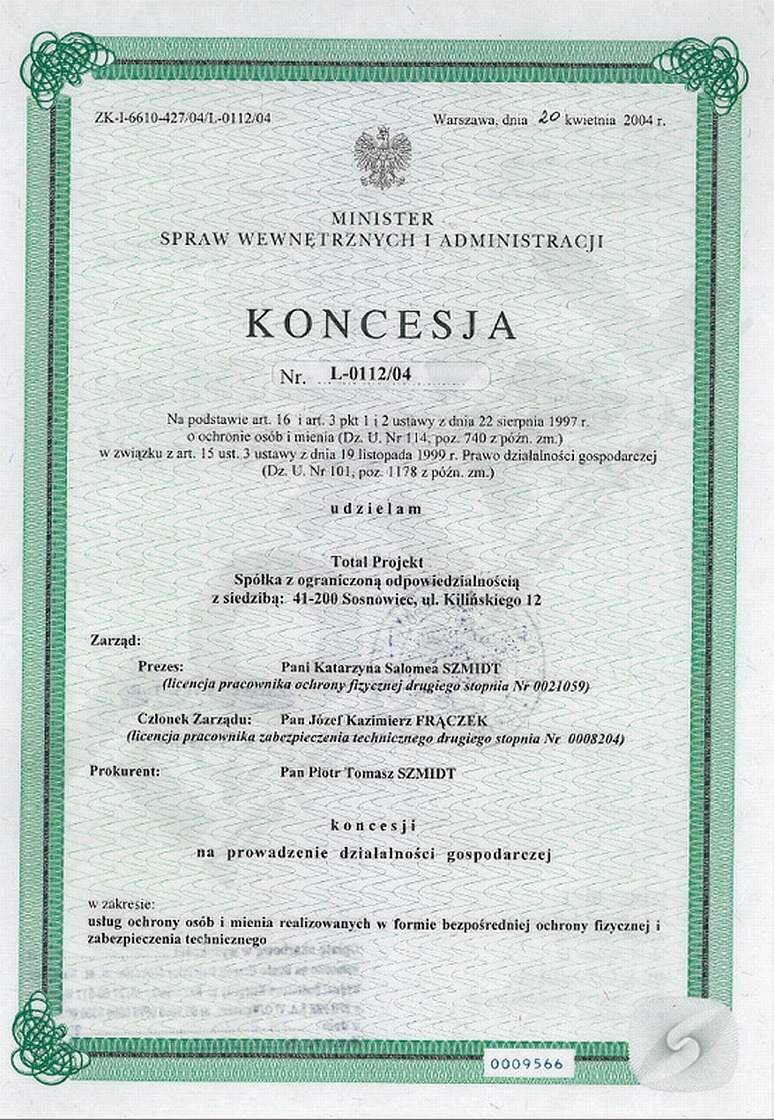 ZK-I-6610-427/04/L-0112/04
Warszawa, dnia 20 kwietnia 2004 r.
MINISTER
SPRAW WEWNĘTRZNYCH I ADMINISTRACJI
KONCESJA
Nr. L-0112/04
Na podstawie art. 16 i art. 3 pkt 1 i 2 ustawy z dnia 22 sierpnia 1997 r.
o ochronie osób i mienia (Dz. U. Nr 114, poz. 740 z późn. zm.)
w związku z art. 15 ust. 3 ustawy z dnia 19 listopada 1999 r. Prawo działalności gospodarczej
(Dz. U. Nr 101, poz. 1178 z późn. zm.)
udzielam
Total Projekt
Spółka z ograniczoną odpowiedzialnością
z siedzibą: 41-200 Sosnowiec, ul. Kilińskiego 12
Zarząd:
Prezes: Pani Katarzyna Salomea SZMIDT
(licencja pracownika ochrony fizycznej drugiego stopnia Nr 0021059)
Członek Zarządu: Pan Józef Kazimierz FRĄCZEK
(licencja pracownika zabezpieczenia technicznego drugiego stopnia Nr 0008204)
Prokurent: Pan Piotr Tomasz SZMIDT
koncesji
na prowadzenie działalności gospodarczej
w zakresie:
usług ochrony osób i mienia realizowanych w formie bezpośredniej ochrony fizycznej i
zabezpieczenia technicznego
0009566